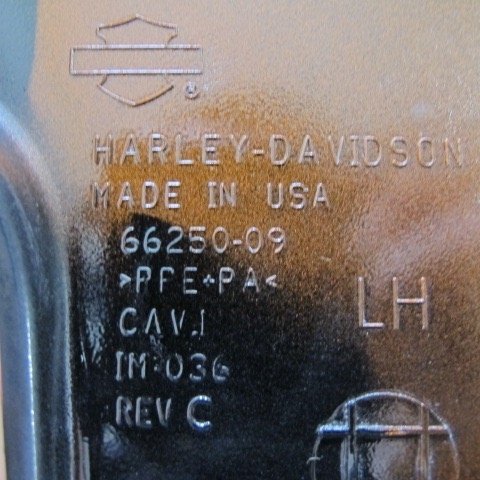 ®
HARLEY-DAVIDSON
MADE IN USA
66250-09
>PPE+PA<
LH
CAV.1
IM-036
REV C